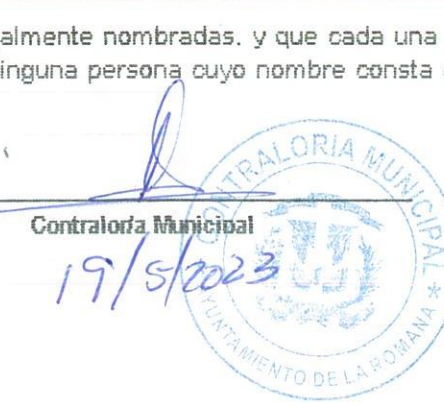 almente nombradas. y que cada una
inguna persona cuyo nombre consta
Contraloría Municipal
19/5/2023
CONTRALORIA MUNICIPAL
AYUNTAMIENTO DE LA ROMANA